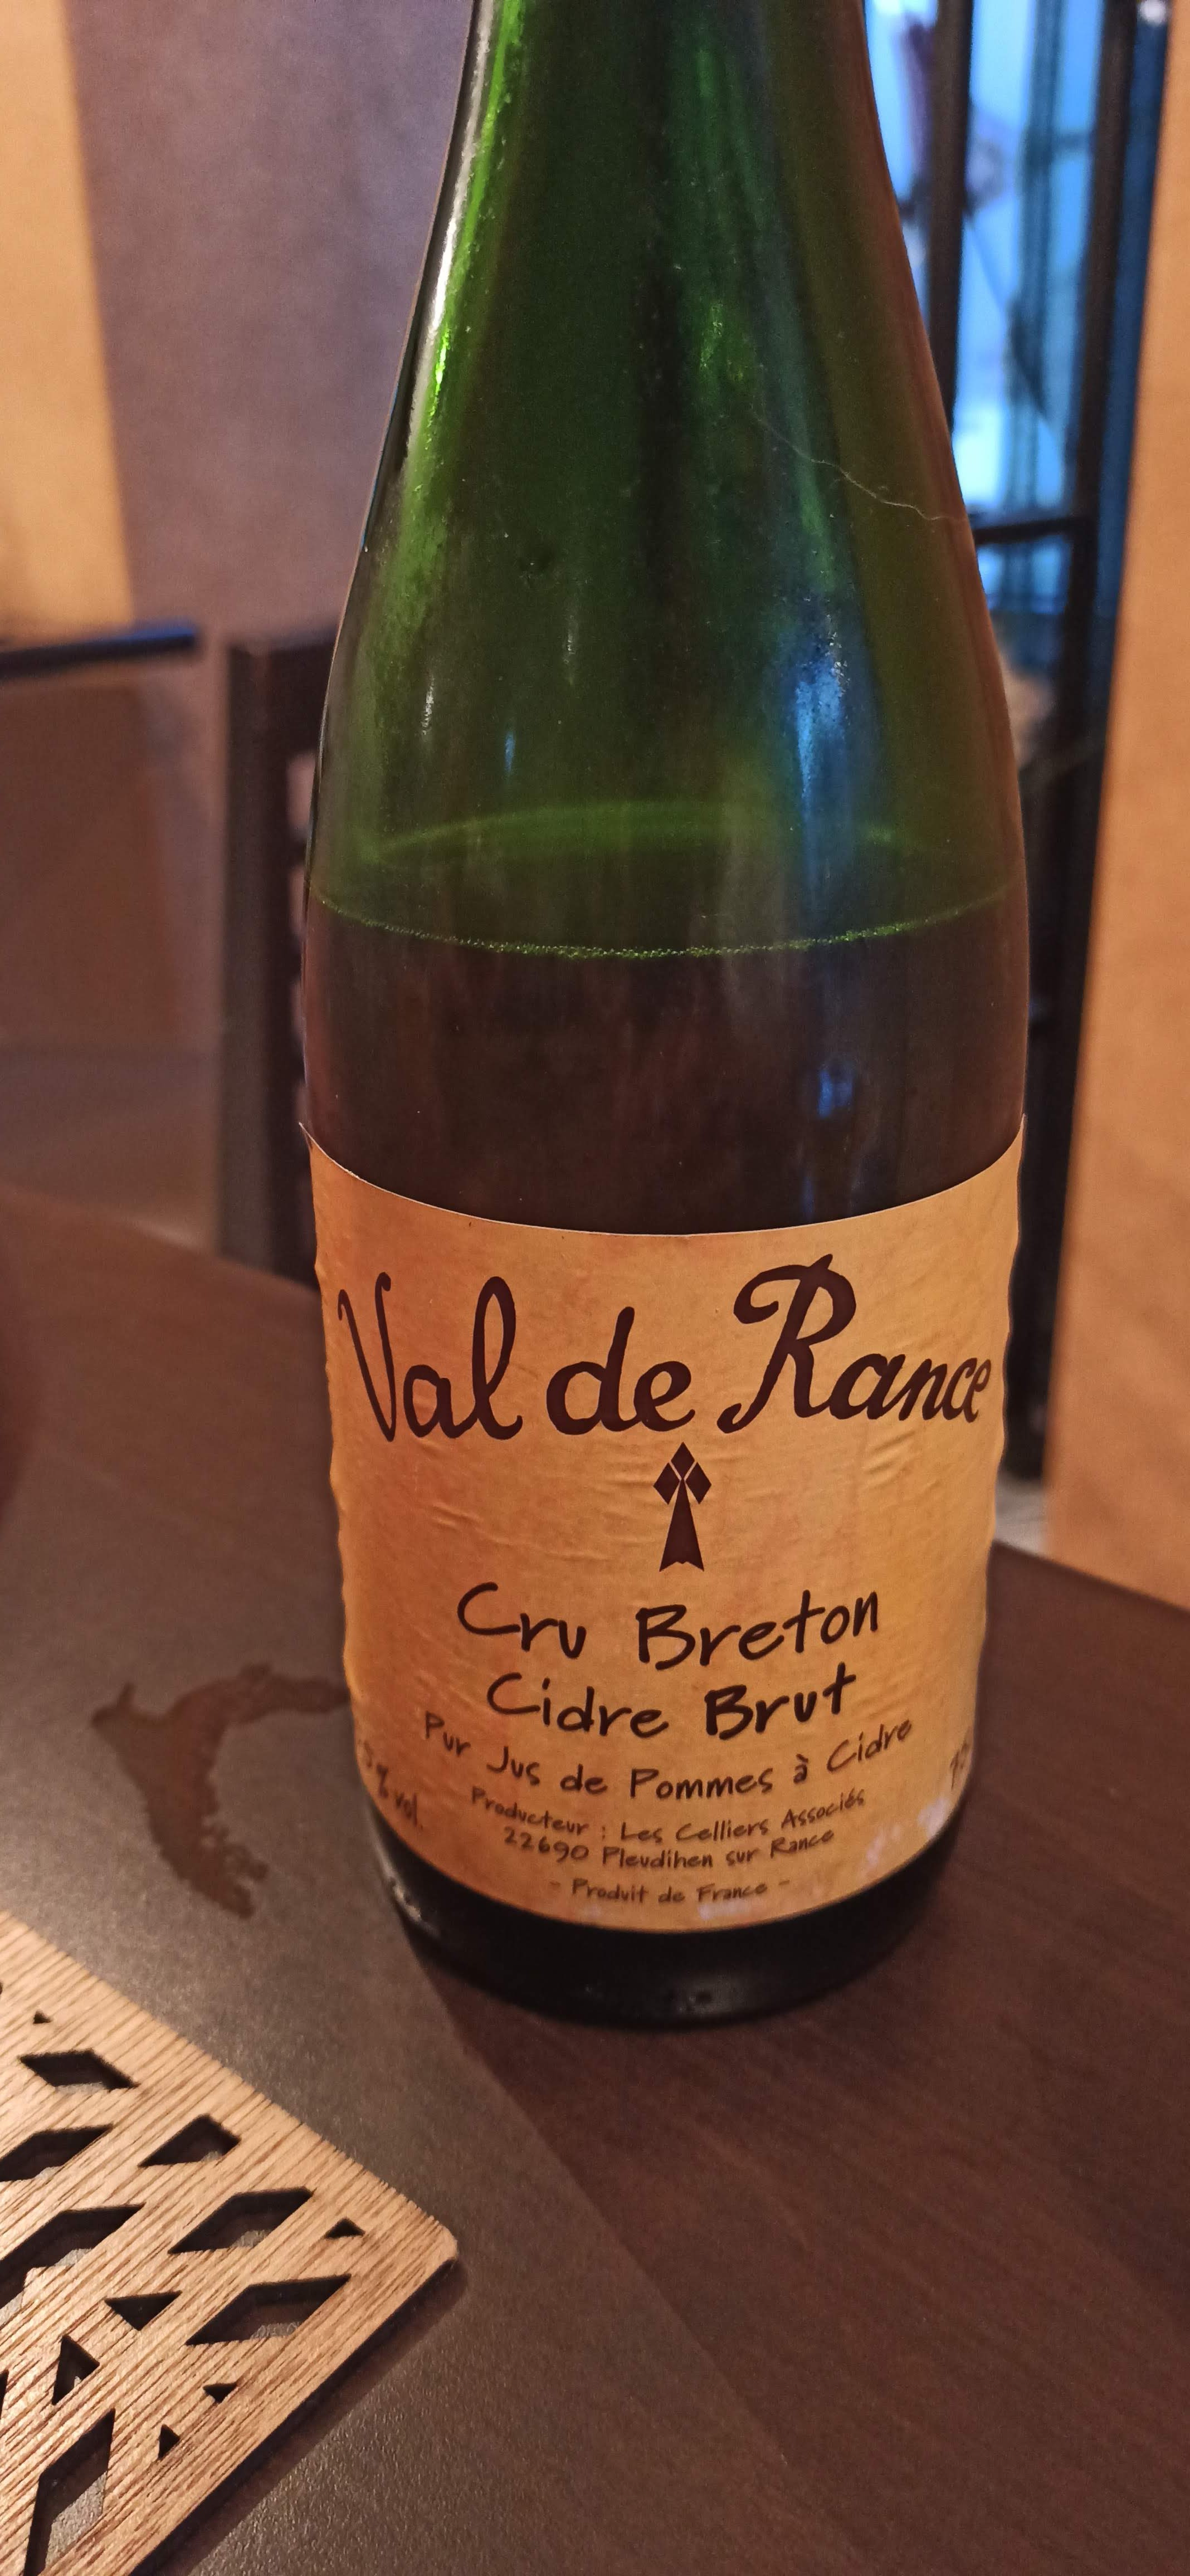 Val de Rance
Cru Breton
Cidre Brut
Pur Jus de Pommes à Cidre
% vol.
Producteur : Les Celliers Associés
22690 Pleudihen sur Rance
- Produit de France -